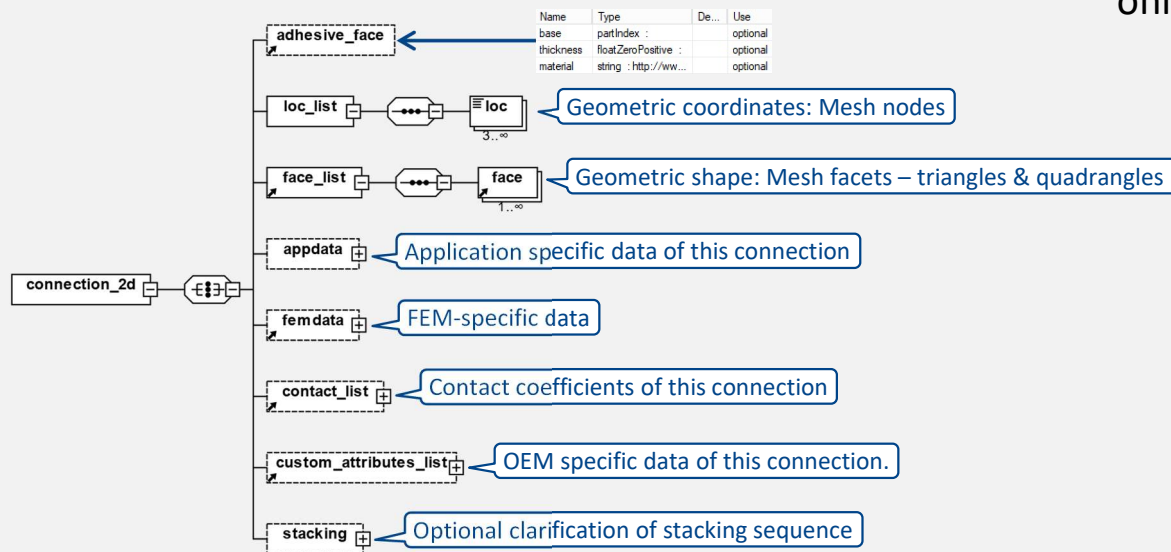 oni
Name Type De... Use
base partIndex : optional
thickness floatZeroPositive : optional
material string : http://ww... optional
adhesive_face
loc_list
loc
3..∞
Geometric coordinates: Mesh nodes
face_list
face
1..∞
Geometric shape: Mesh facets – triangles & quadrangles
appdata
Application specific data of this connection
connection_2d
femdata
FEM-specific data
contact_list
Contact coefficients of this connection
custom_attributes_list
OEM specific data of this connection.
stacking
Optional clarification of stacking sequence